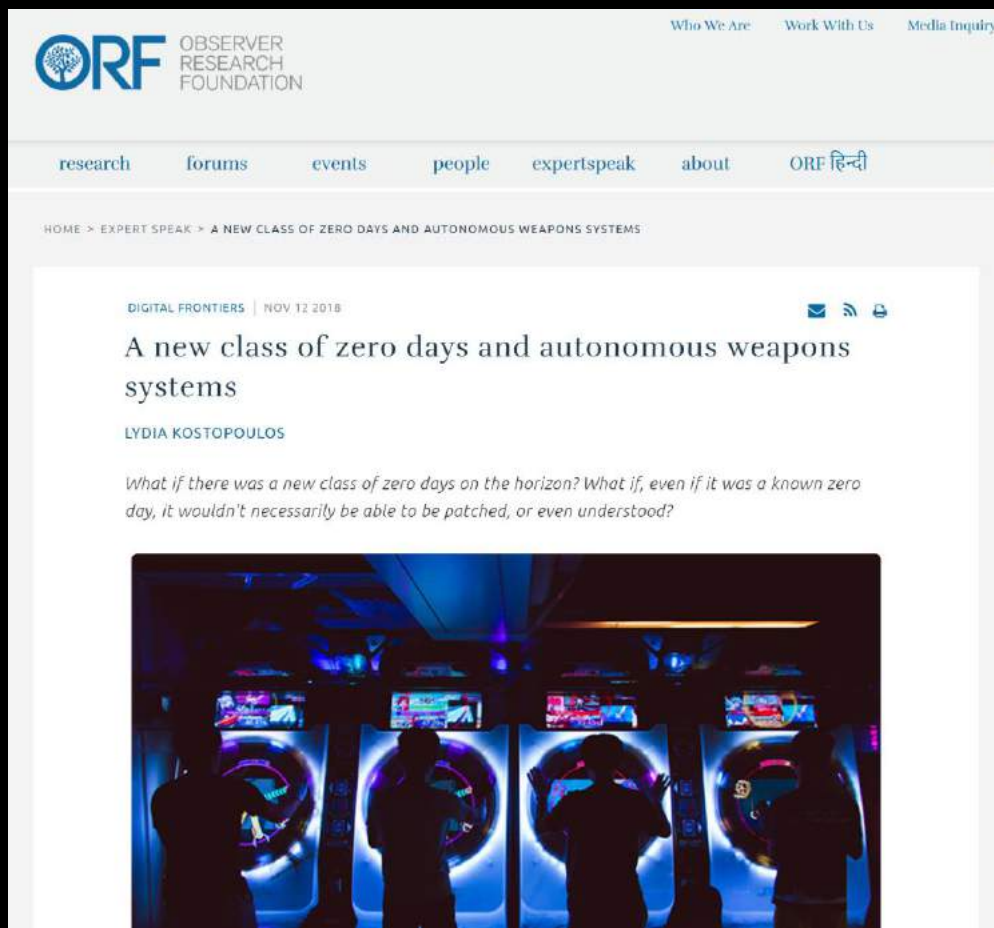 Who We Are Work With Us Media Inquiry
ORF OBSERVER
RESEARCH
FOUNDATION
research forums events people expertspeak about ORF हिन्दी
HOME > EXPERT SPEAK > A NEW CLASS OF ZERO DAYS AND AUTONOMOUS WEAPONS SYSTEMS
DIGITAL FRONTIERS | NOV 12 2018
A new class of zero days and autonomous weapons
systems
LYDIA KOSTOPOULOS
What if there was a new class of zero days on the horizon? What if, even if it was a known zero
day, it wouldn't necessarily be able to be patched, or even understood?